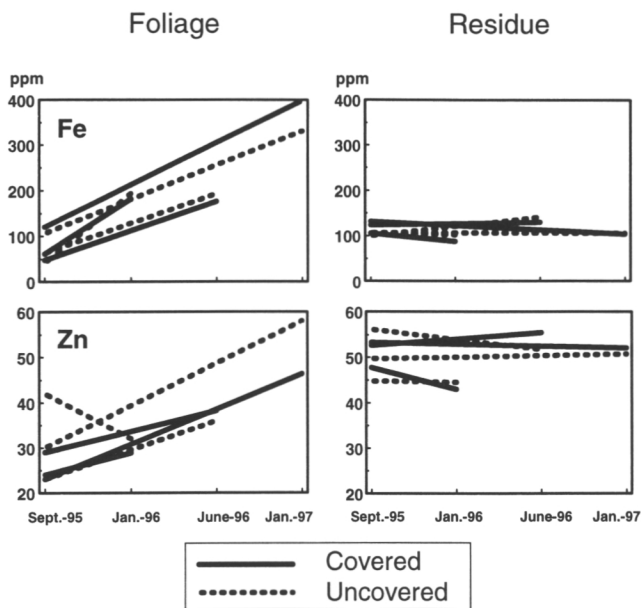 Foliage Residue
ppm ppm
400 400
Fe
300 300
200 200
100 100
0 0
60 60
Zn
50 50
40 40
30 30
20 20
Sept.-95 Jan.-96 June-96 Jan.-97 Sept.-95 Jan.-96 June-96 Jan.-97
Covered
Uncovered